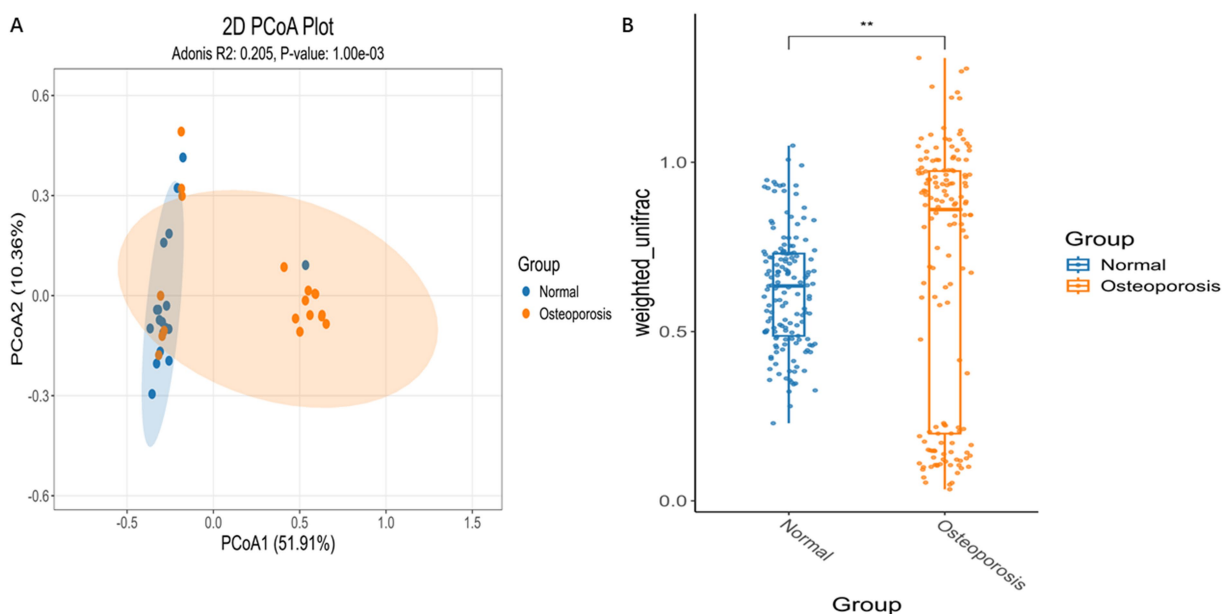 A
2D PCoA Plot
Adonis R2: 0.205, P-value: 1.00e-03
PCoA2 (10.36%)
0.6
0.3
0.0
-0.3
-0.6
-0.5
0.0
0.5
1.0
1.5
PCoA1 (51.91%)
Group
Normal
Osteoporosis
B
**
weighted_unifrac
1.0
0.5
0.0
Normal
Osteoporosis
Group
Group
Normal
Osteoporosis